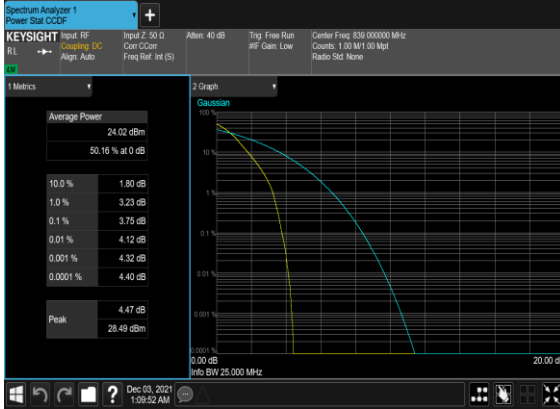 Spectrum Analyzer 1
Power Stat CCDF
+
KEYSIGHT
RL
Input: RF
Coupling: DC
Align: Auto
Input Z: 50 Ω
Corr CCorr
Freq Ref: Int (S)
Atten: 40 dB
Trig: Free Run
#IF Gain: Low
Center Freq: 839.000000 MHz
Counts: 1.00 M/1.00 Mpt
Radio Std: None
1 Metrics
Average Power
24.02 dBm
50.16 % at 0 dB
10.0 % 1.80 dB
1.0 % 3.23 dB
0.1 % 3.75 dB
0.01 % 4.12 dB
0.001 % 4.32 dB
0.0001 % 4.40 dB
Peak
4.47 dB
28.49 dBm
2 Graph
Gaussian
100 %
10 %
1 %
0.1 %
0.01 %
0.001 %
0.0001 %
0.00 dB
20.00 dB
Info BW 25.000 MHz
?
Dec 03, 2021
1:09:52 AM